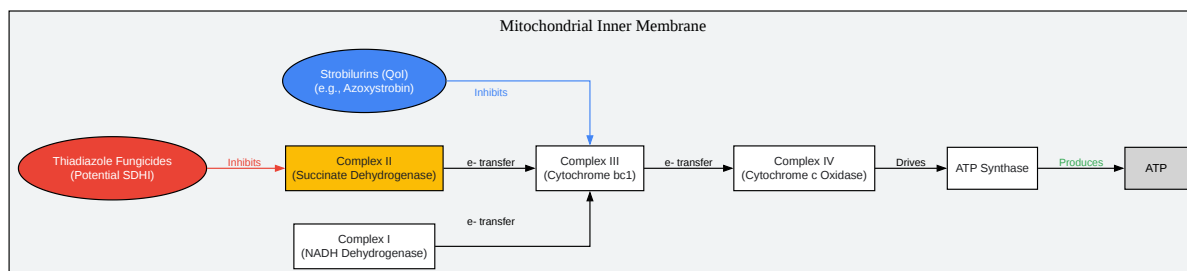 Mitochondrial Inner Membrane
Strobilurins (QoI)
(e.g., Azoxystrobin)
Inhibits
Thiadiazole Fungicides
(Potential SDHI)
Inhibits
Complex II
(Succinate Dehydrogenase)
e- transfer
Complex III
(Cytochrome bc1)
e- transfer
Complex IV
(Cytochrome c Oxidase)
Drives
ATP Synthase
Produces
ATP
e- transfer
Complex I
(NADH Dehydrogenase)